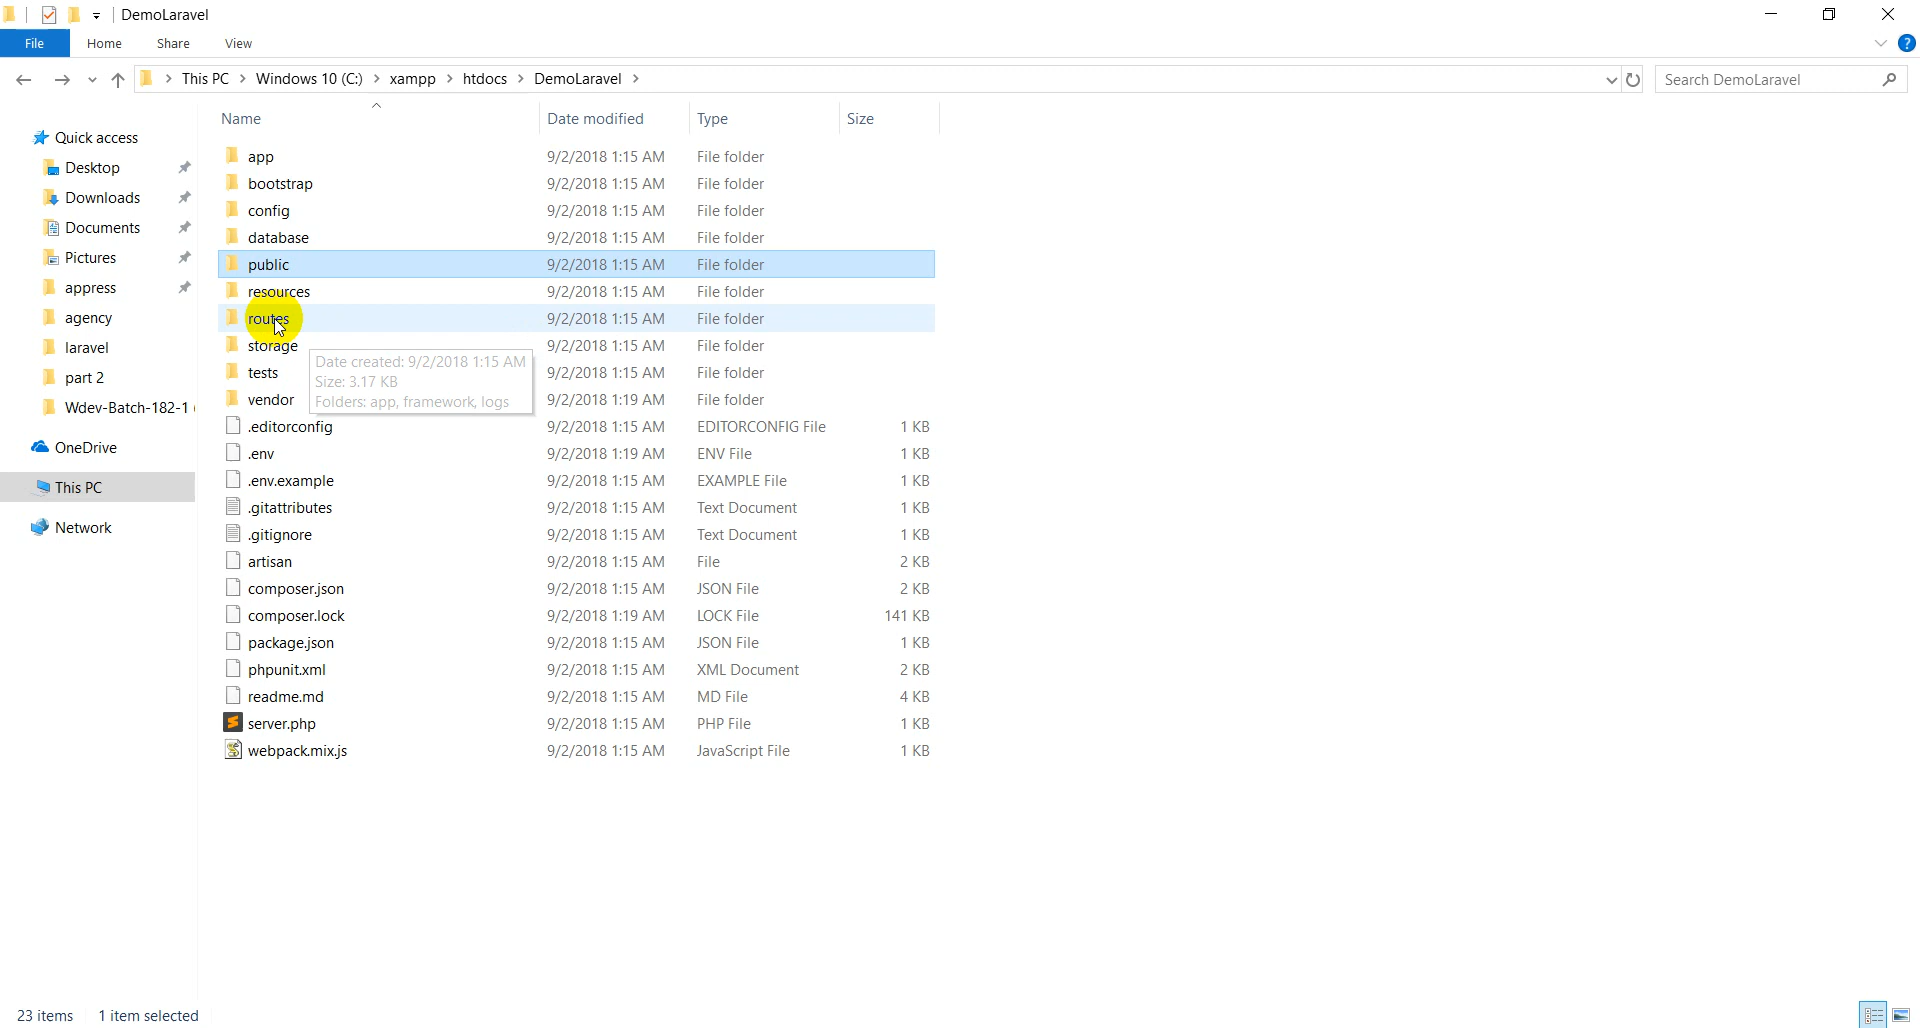 DemoLaravel
File Home Share View
This PC Windows 10 (C:) xampp htdocs DemoLaravel Search DemoLaravel
Name Date modified Type Size
Quick access
Desktop
Downloads
Documents
Pictures
appress
agency
laravel
part 2
Wdev-Batch-182-1
OneDrive
This PC
Network
app 9/2/2018 1:15 AM File folder
bootstrap 9/2/2018 1:15 AM File folder
config 9/2/2018 1:15 AM File folder
database 9/2/2018 1:15 AM File folder
public 9/2/2018 1:15 AM File folder
resources 9/2/2018 1:15 AM File folder
routes 9/2/2018 1:15 AM File folder
storage 9/2/2018 1:15 AM File folder
tests 9/2/2018 1:15 AM File folder
vendor 9/2/2018 1:19 AM File folder
Date created: 9/2/2018 1:15 AM
Size: 3.17 KB
Folders: app, framework, logs
.editorconfig 9/2/2018 1:15 AM EDITORCONFIG File 1 KB
.env 9/2/2018 1:19 AM ENV File 1 KB
.env.example 9/2/2018 1:15 AM EXAMPLE File 1 KB
.gitattributes 9/2/2018 1:15 AM Text Document 1 KB
.gitignore 9/2/2018 1:15 AM Text Document 1 KB
artisan 9/2/2018 1:15 AM File 2 KB
composer.json 9/2/2018 1:15 AM JSON File 2 KB
composer.lock 9/2/2018 1:19 AM LOCK File 141 KB
package.json 9/2/2018 1:15 AM JSON File 1 KB
phpunit.xml 9/2/2018 1:15 AM XML Document 2 KB
readme.md 9/2/2018 1:15 AM MD File 4 KB
server.php 9/2/2018 1:15 AM PHP File 1 KB
webpack.mix.js 9/2/2018 1:15 AM JavaScript File 1 KB
23 items 1 item selected